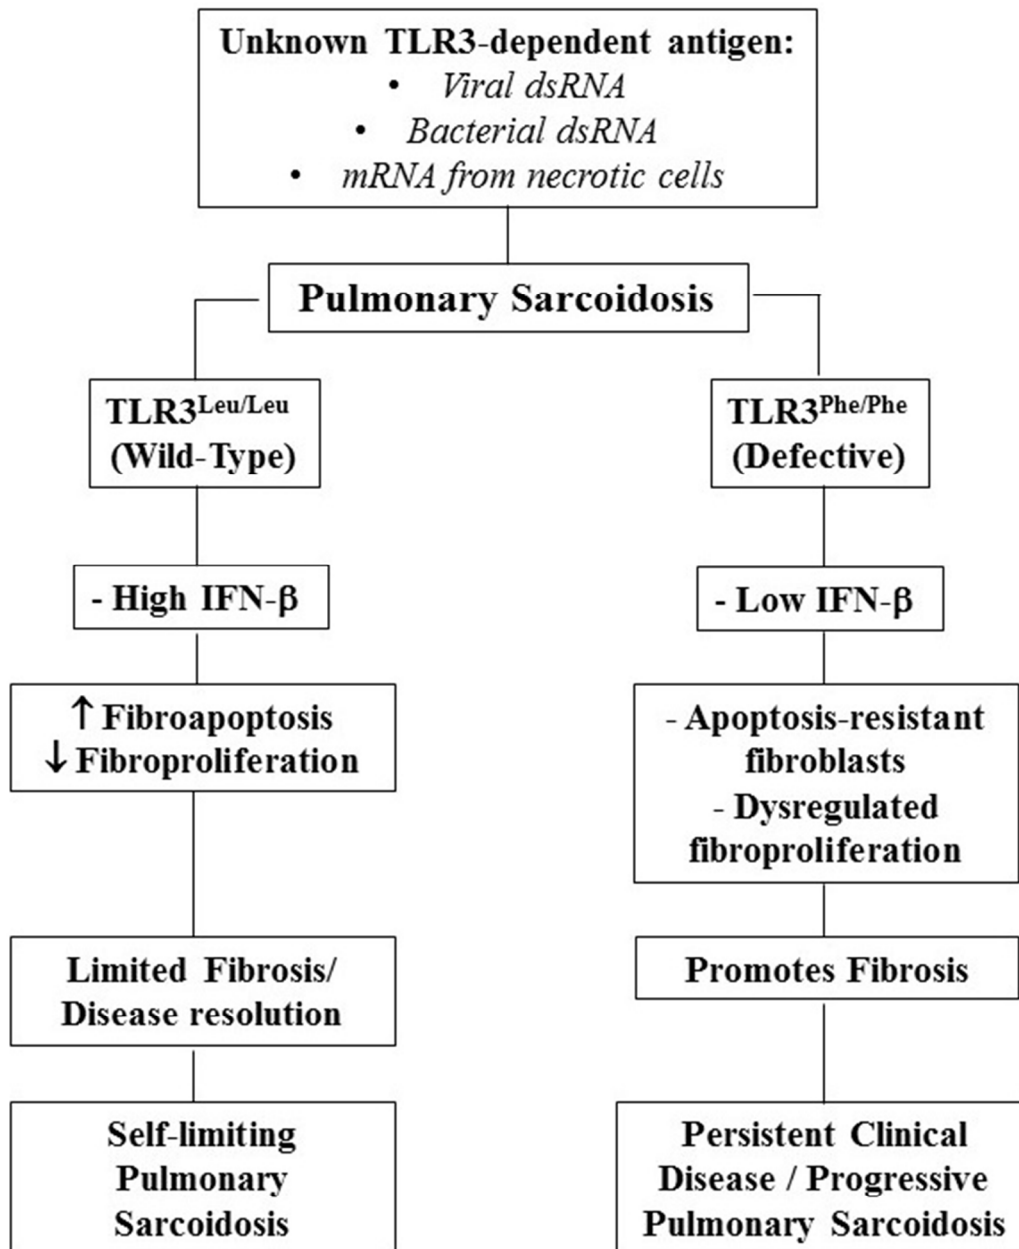 Unknown TLR3-dependent antigen:
• Viral dsRNA
• Bacterial dsRNA
• mRNA from necrotic cells
Pulmonary Sarcoidosis
TLR3Leu/Leu
(Wild-Type)
TLR3Phe/Phe
(Defective)
- High IFN-β
- Low IFN-β
↑ Fibroapoptosis
↓ Fibroproliferation
- Apoptosis-resistant
fibroblasts
- Dysregulated
fibroproliferation
Limited Fibrosis/
Disease resolution
Promotes Fibrosis
Self-limiting
Pulmonary
Sarcoidosis
Persistent Clinical
Disease / Progressive
Pulmonary Sarcoidosis